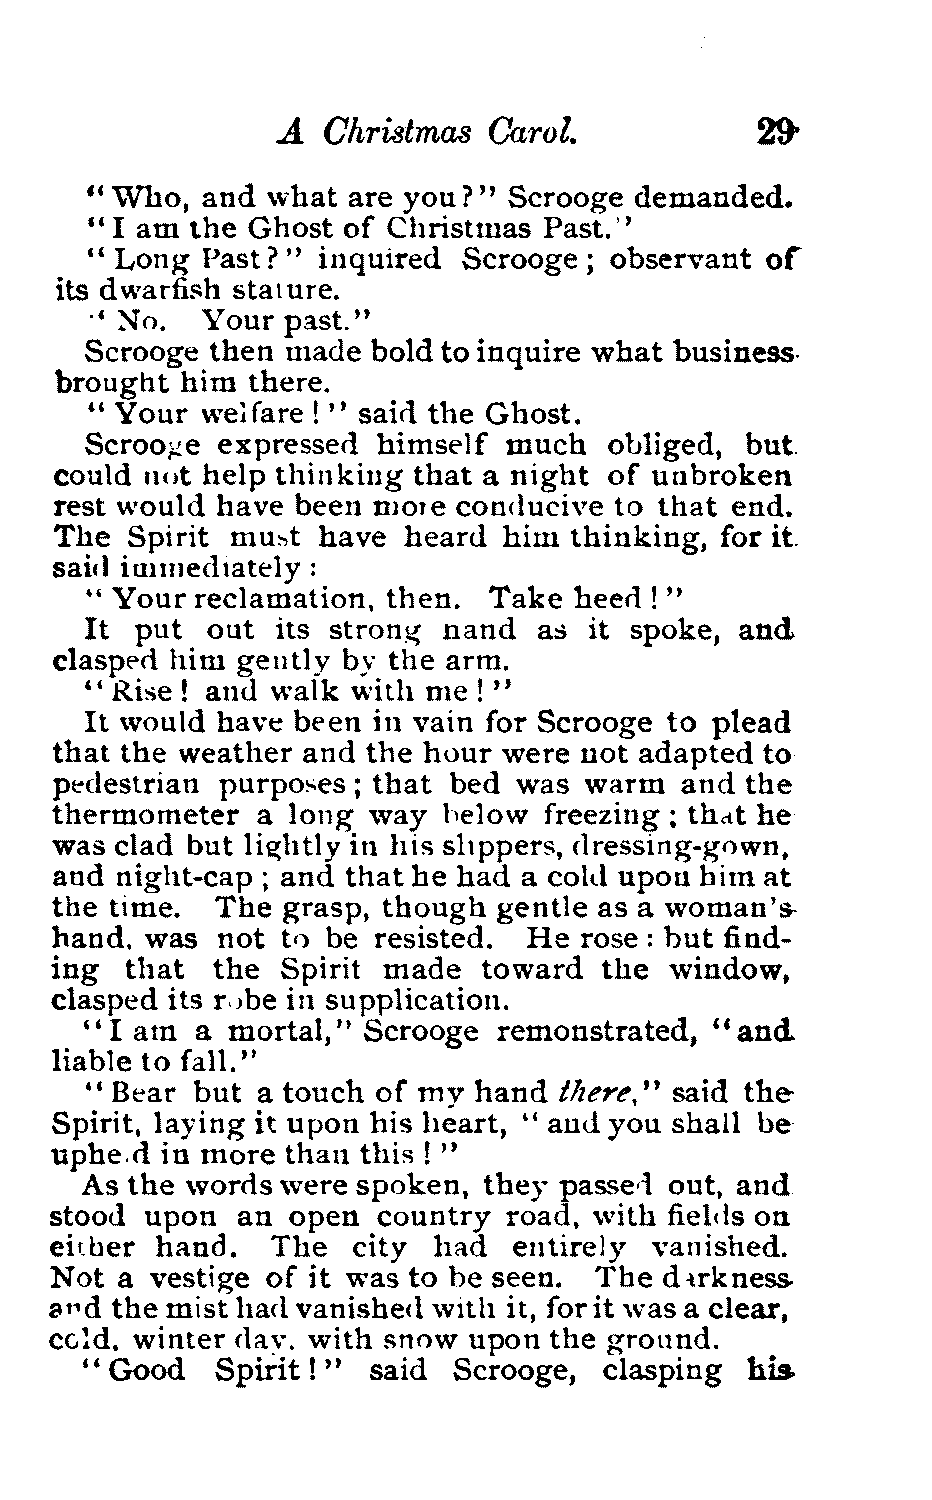 A Christmas Carol. 29
"Who, and what are you?" Scrooge demanded.
"I am the Ghost of Christmas Past."
"Long Past?" inquired Scrooge; observant of
its dwarfish stature.
"No. Your past."
Scrooge then made bold to inquire what business
brought him there.
"Your welfare!" said the Ghost.
Scrooge expressed himself much obliged, but
could not help thinking that a night of unbroken
rest would have been more conducive to that end.
The Spirit must have heard him thinking, for it
said immediately:
"Your reclamation, then. Take heed!"
It put out its strong hand as it spoke, and
clasped him gently by the arm.
"Rise! and walk with me!"
It would have been in vain for Scrooge to plead
that the weather and the hour were not adapted to
pedestrian purposes; that bed was warm and the
thermometer a long way below freezing; that he
was clad but lightly in his slippers, dressing-gown,
and night-cap; and that he had a cold upon him at
the time. The grasp, though gentle as a woman's
hand, was not to be resisted. He rose: but find-
ing that the Spirit made toward the window,
clasped its robe in supplication.
"I am a mortal," Scrooge remonstrated, "and
liable to fall."
"Bear but a touch of my hand there," said the
Spirit, laying it upon his heart, "and you shall be
upheld in more than this!"
As the words were spoken, they passed out, and
stood upon an open country road, with fields on
either hand. The city had entirely vanished.
Not a vestige of it was to be seen. The darkness
and the mist had vanished with it, for it was a clear,
cold, winter day, with snow upon the ground.
"Good Spirit!" said Scrooge, clasping his